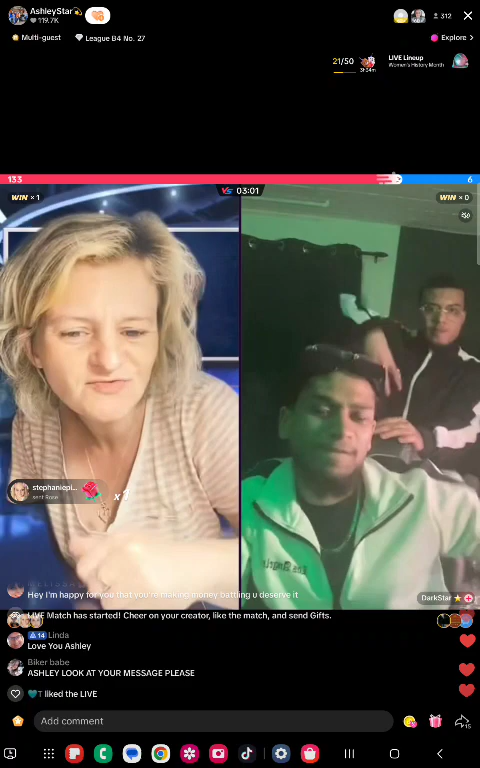 AshleyStar💫
119.7K
312
Multi-guest
League B4 No. 27
Explore >
21/50
3h04m
LIVE Lineup
Women's History Month
133
6
WIN × 1
VS 03:01
WIN × 0
stephaniepi...
sent Rose
Hey I'm happy for you that you're making money battling u deserve it
DarkStar⭐
LIVE Match has started! Cheer on your creator, like the match, and send Gifts.
14 Linda
Love You Ashley
Biker babe
ASHLEY LOOK AT YOUR MESSAGE PLEASE
T liked the LIVE
Add comment
15